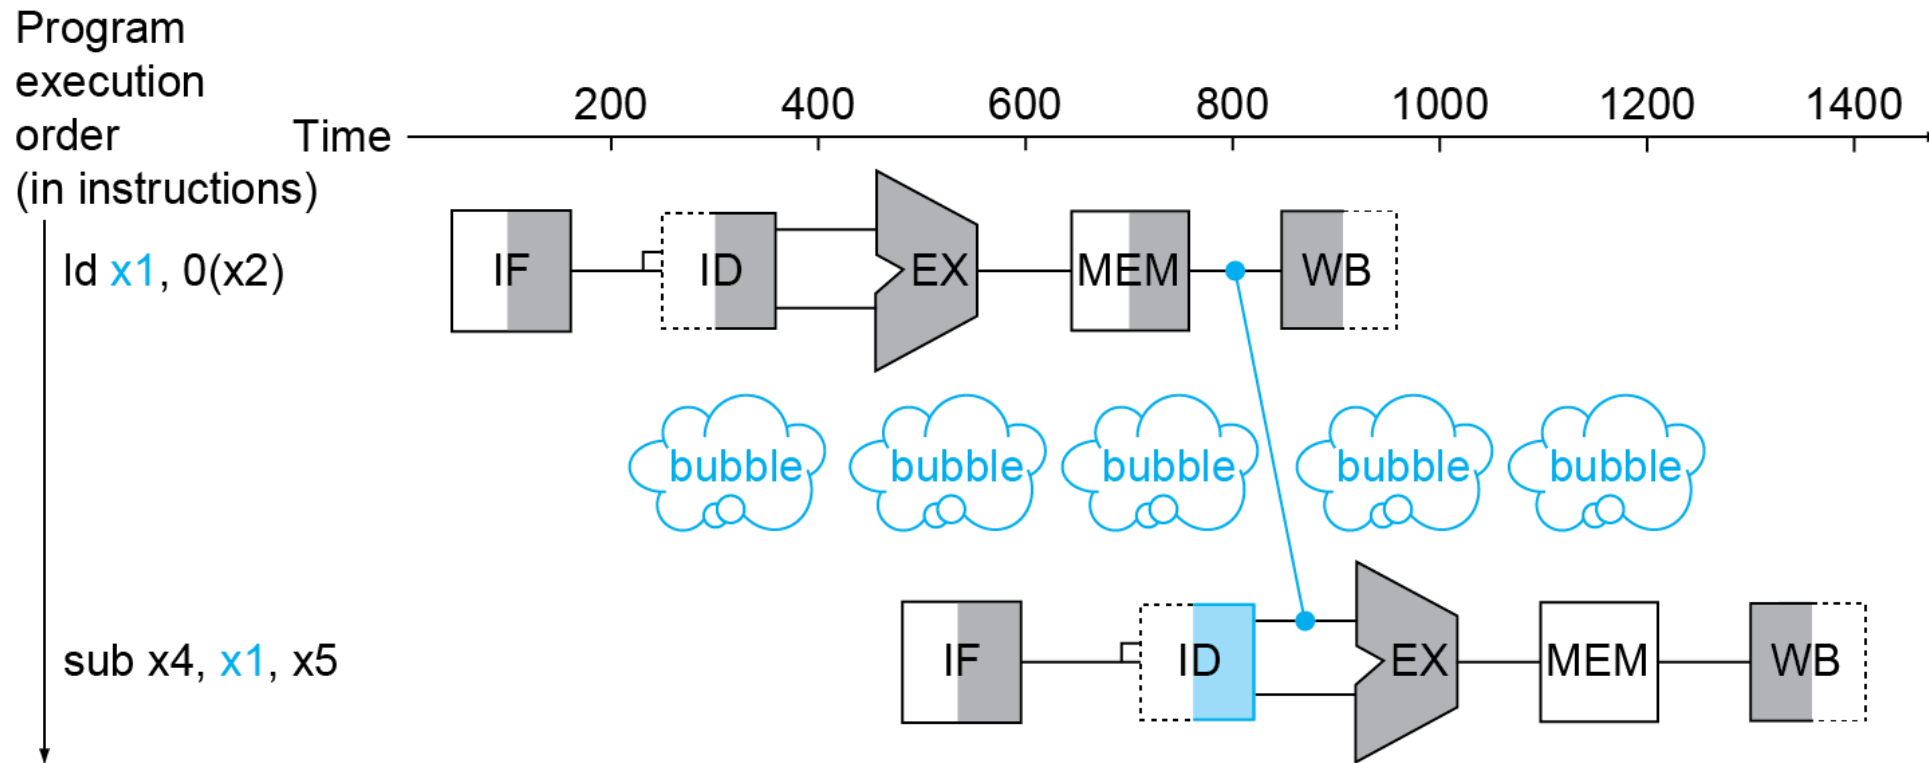 Program
execution
order
(in instructions)
Time
200 400 600 800 1000 1200 1400
ld x1, 0(x2)
IF ID EX MEM WB
bubble bubble bubble bubble bubble
sub x4, x1, x5
IF ID EX MEM WB